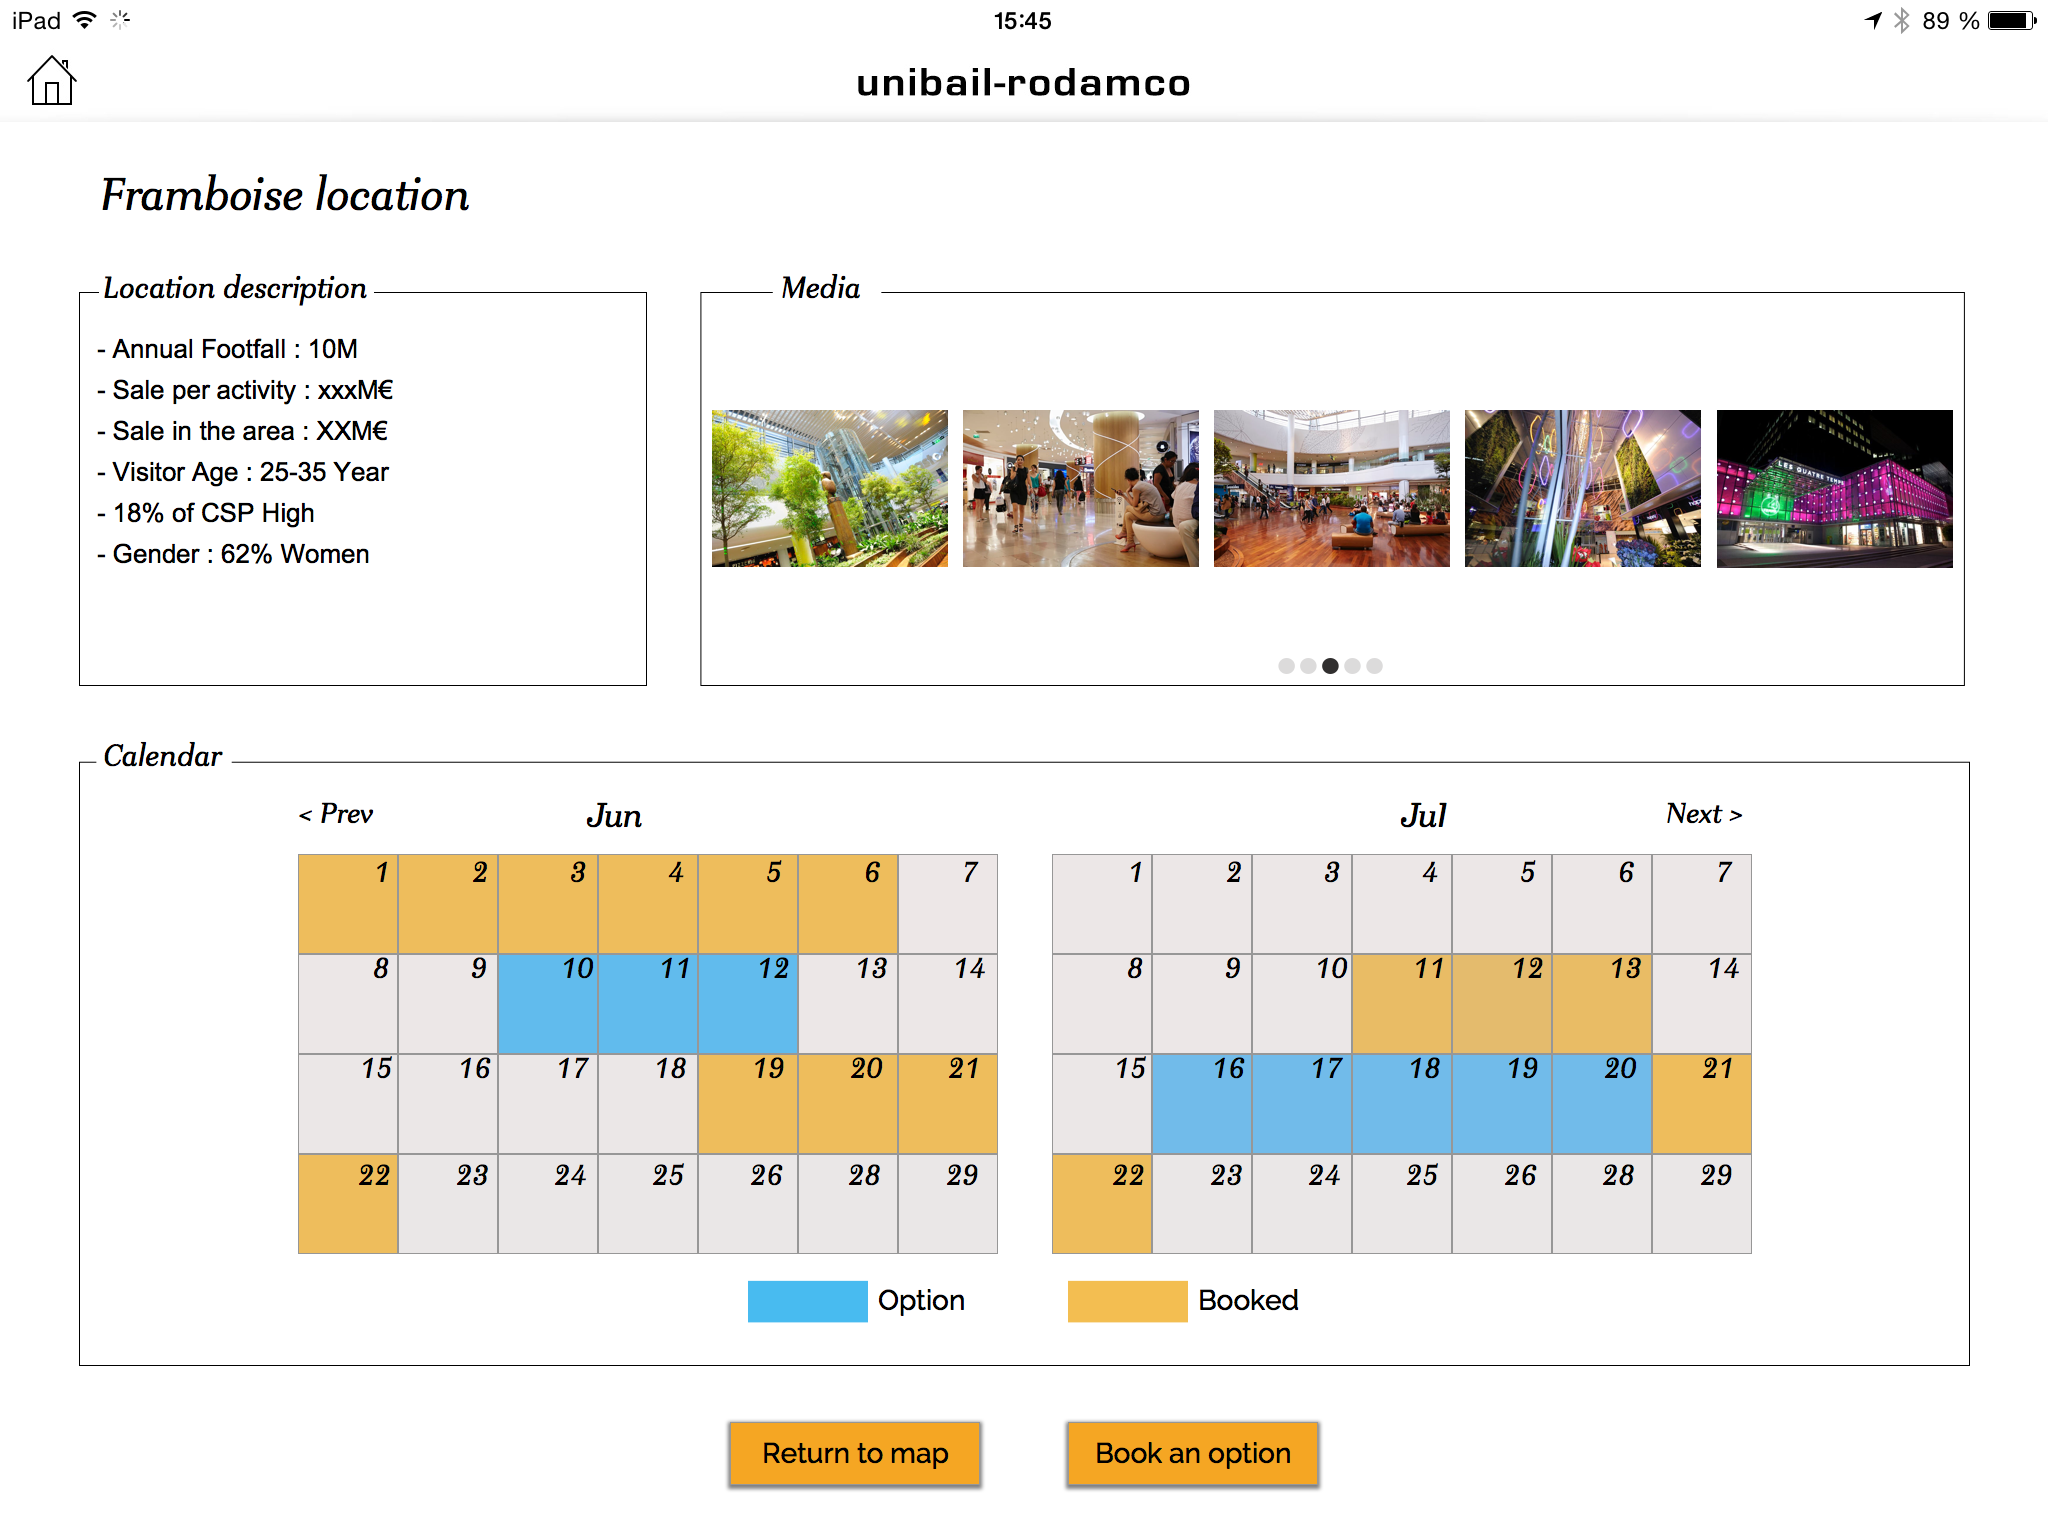 iPad 15:45 89 %
unibail-rodamco
Framboise location
Location description
- Annual Footfall : 10M
- Sale per activity : xxxM€
- Sale in the area : XXM€
- Visitor Age : 25-35 Year
- 18% of CSP High
- Gender : 62% Women
Media
LES QUATRE TEMPS
Calendar
< Prev Jun
1 2 3 4 5 6 7
8 9 10 11 12 13 14
15 16 17 18 19 20 21
22 23 24 25 26 28 29
Jul Next >
1 2 3 4 5 6 7
8 9 10 11 12 13 14
15 16 17 18 19 20 21
22 23 24 25 26 28 29
Option Booked
Return to map Book an option